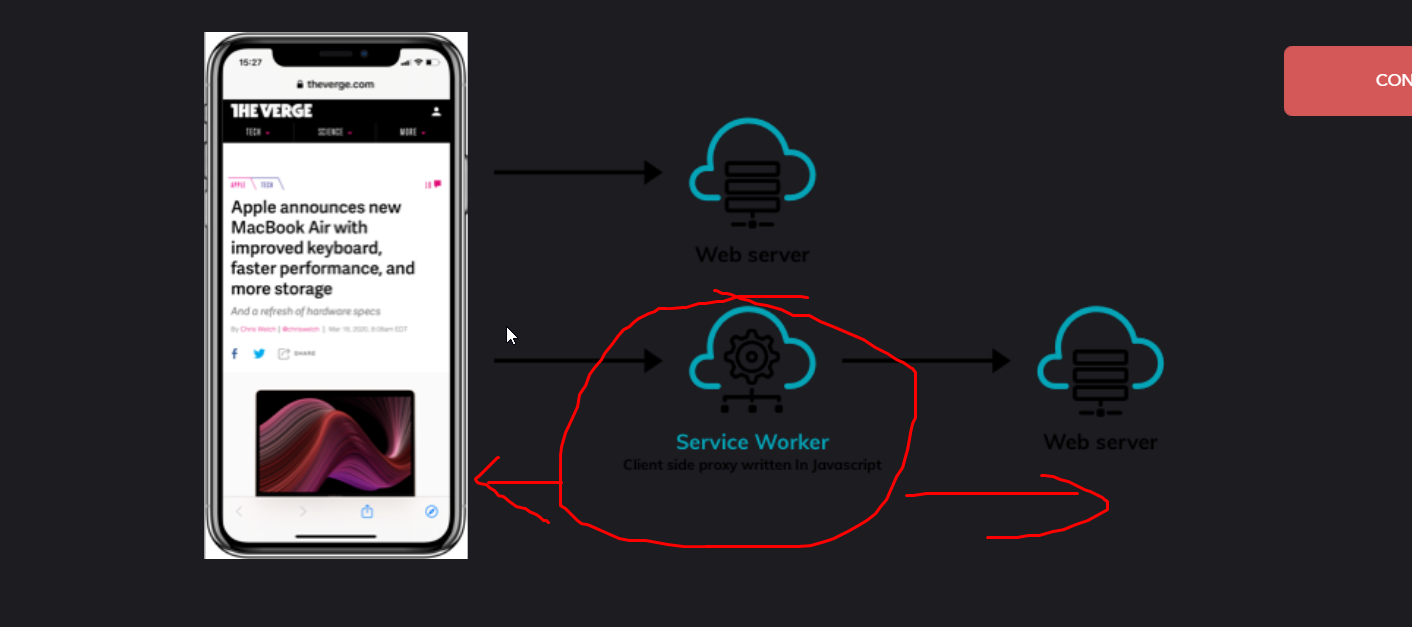 15:27
theverge.com
THE VERGE
TECH
SCIENCE
MORE
APPLE
TECH
Apple announces new
MacBook Air with
improved keyboard,
faster performance, and
more storage
And a refresh of hardware specs
By Chris Welch | @chriswelch | Mar 18, 2020, 8:08am EDT
SHARE
CON
Web server
Service Worker
Client side proxy written In Javascript
Web server